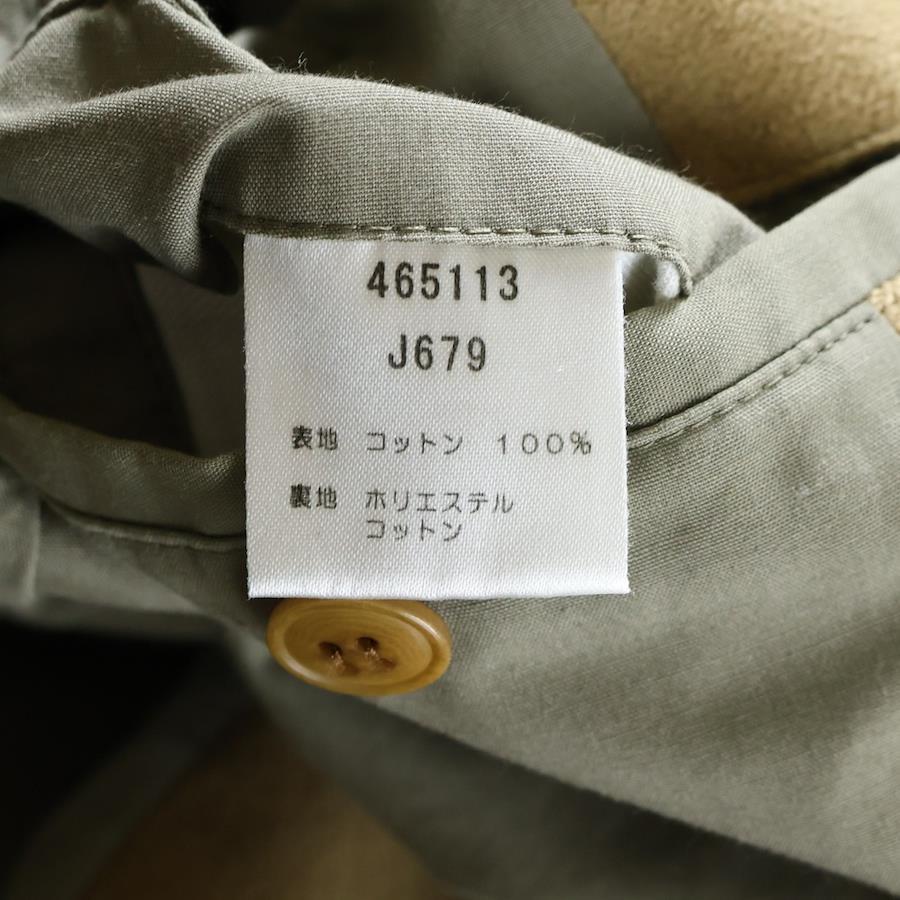 465113
J679
表地 コットン 100%
裏地 ポリエステル
コットン